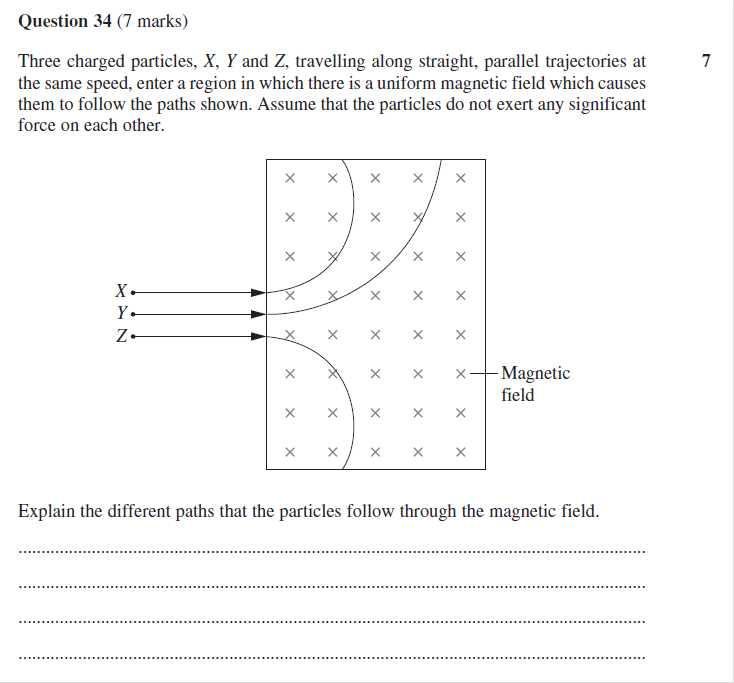 Question 34 (7 marks)
Three charged particles, X, Y and Z, travelling along straight, parallel trajectories at 7
the same speed, enter a region in which there is a uniform magnetic field which causes
them to follow the paths shown. Assume that the particles do not exert any significant
force on each other.
X
Y
Z
Magnetic
field
Explain the different paths that the particles follow through the magnetic field.